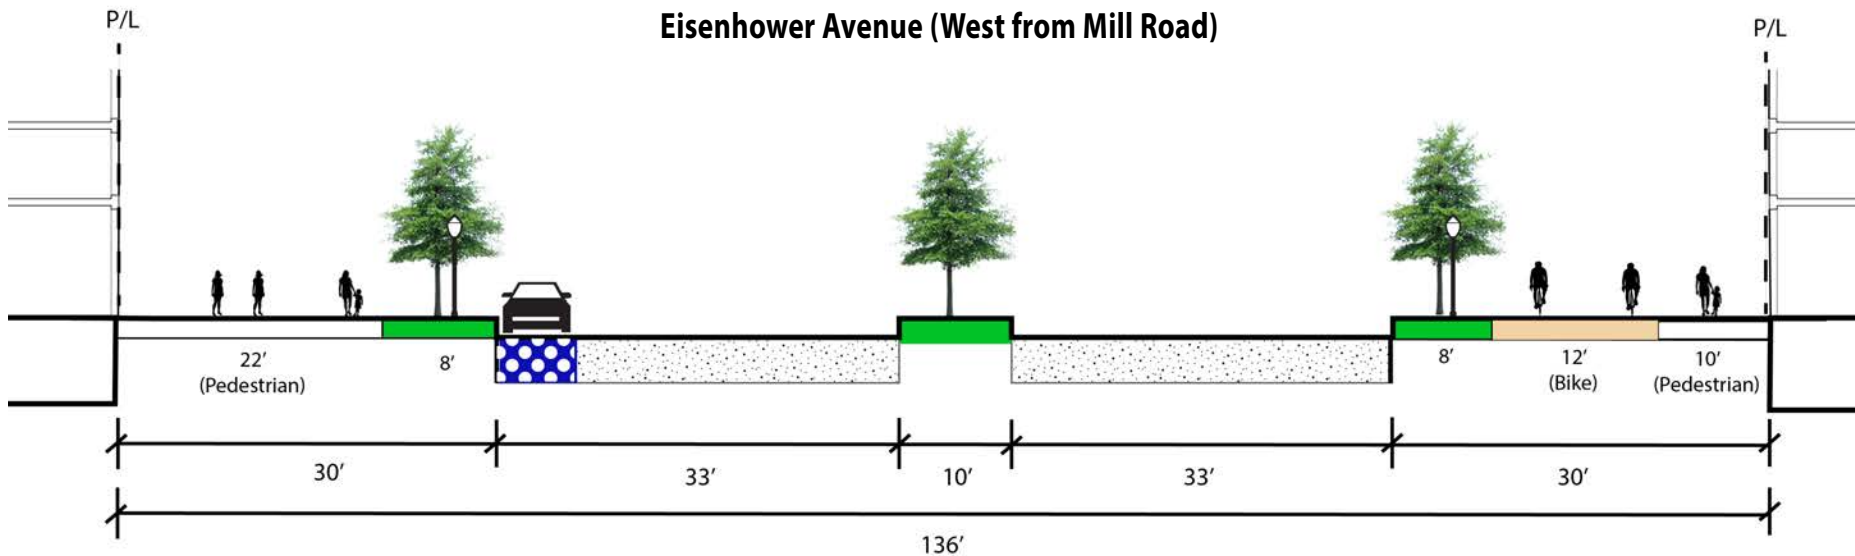 P/L
Eisenhower Avenue (West from Mill Road)
P/L
22′
(Pedestrian)
8′
8′
12′
(Bike)
10′
(Pedestrian)
30′
33′
10′
33′
30′
136′